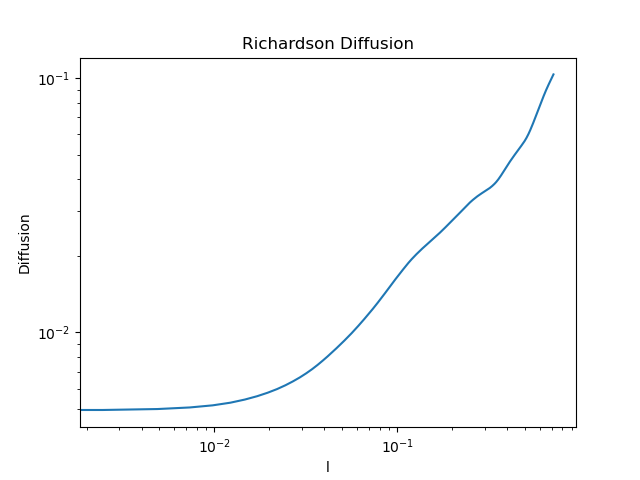 Richardson Diffusion
10⁻¹
Diffusion
10⁻²
10⁻² 10⁻¹
l